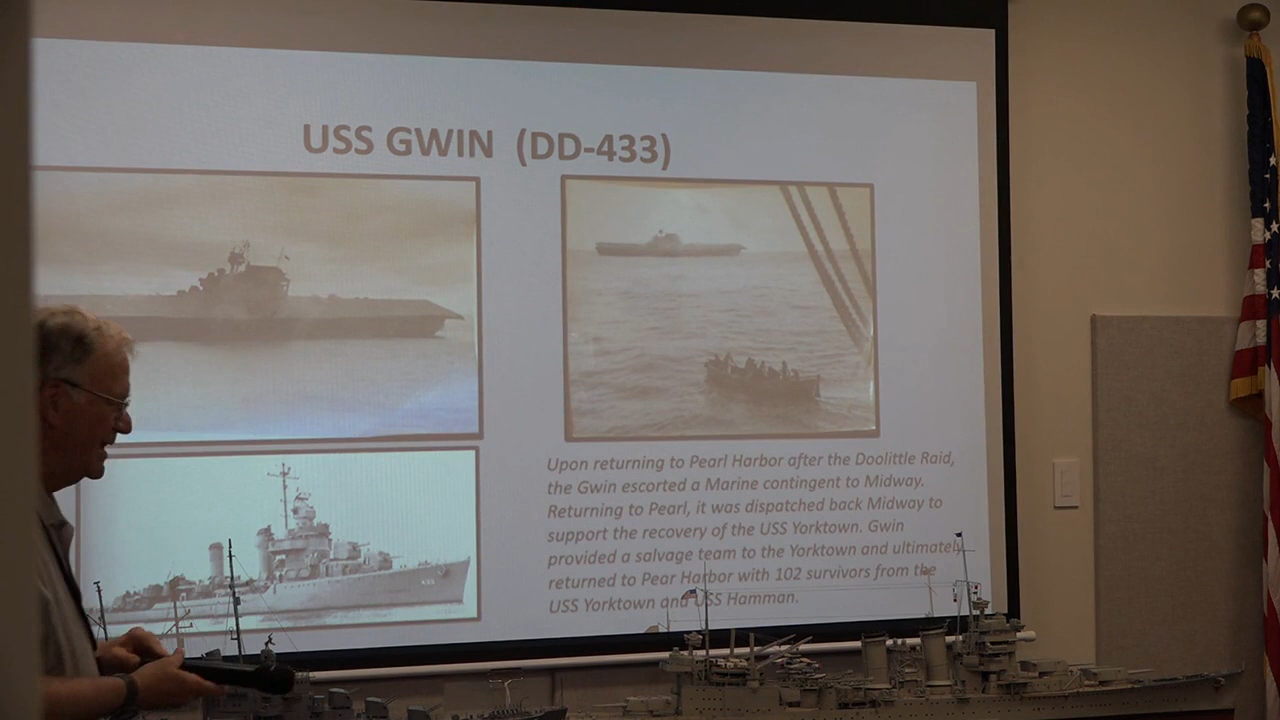 USS GWIN (DD-433)
Upon returning to Pearl Harbor after the Doolittle Raid,
the Gwin escorted a Marine contingent to Midway.
Returning to Pearl, it was dispatched back Midway to
support the recovery of the USS Yorktown. Gwin
provided a salvage team to the Yorktown and ultimately
returned to Pear Harbor with 102 survivors from the
USS Yorktown and USS Hamman.
433